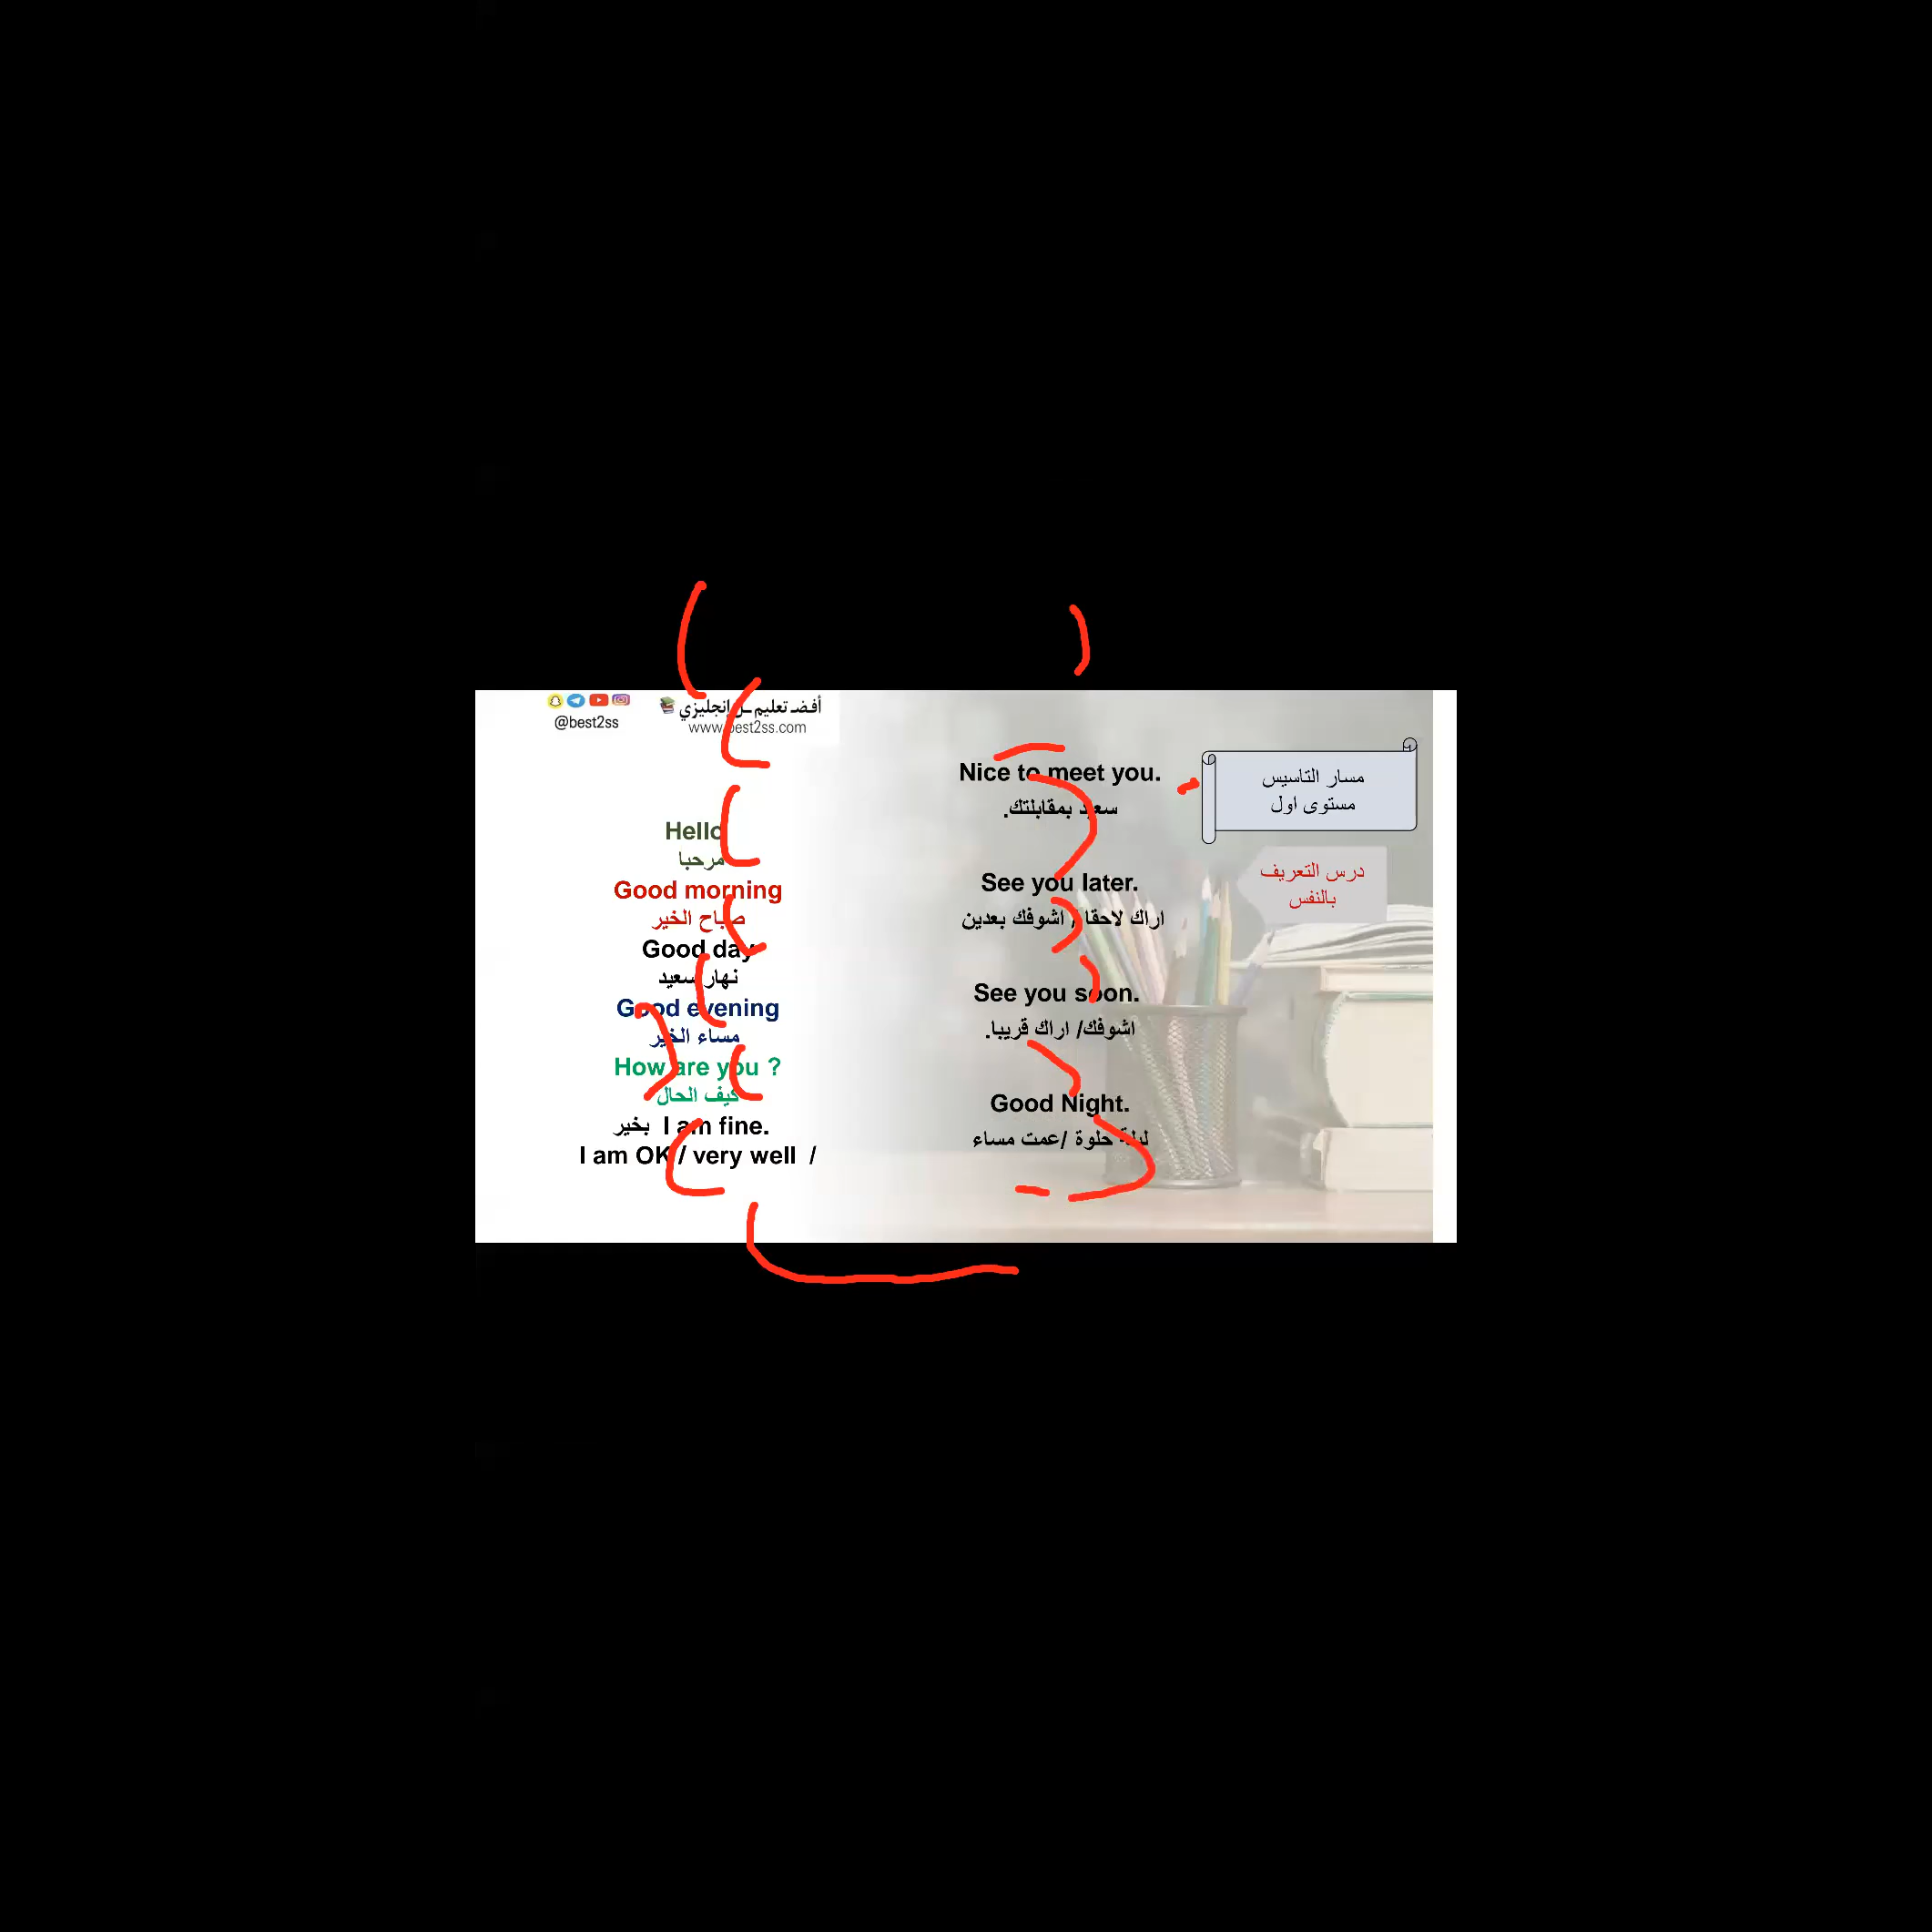 @best2ss
أفضـ تعليم ـل إنجليزي
www.best2ss.com
Hello
مرحبا
Good morning
صباح الخير
Good day
نهار سعيد
Good evening
مساء الخير
How are you ?
كيف الحال
بخير I am fine.
I am OK / very well /
Nice to meet you.
سعيد بمقابلتك.
See you later.
اراك لاحقا / اشوفك بعدين
See you soon.
اشوفك/ اراك قريبا.
Good Night.
ليلة حلوة /عمت مساء
مسار التاسيس
مستوى اول
درس التعريف
بالنفس